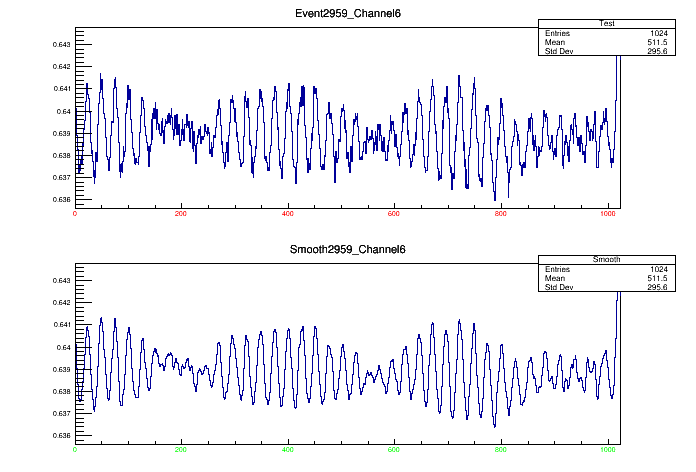 Event2959_Channel6
Test
Entries 1024
Mean 511.5
Std Dev 295.6
0.643
0.642
0.641
0.64
0.639
0.638
0.637
0.636
0 200 400 600 800 1000
Smooth2959_Channel6
Smooth
Entries 1024
Mean 511.5
Std Dev 295.6
0.643
0.642
0.641
0.64
0.639
0.638
0.637
0.636
0 200 400 600 800 1000